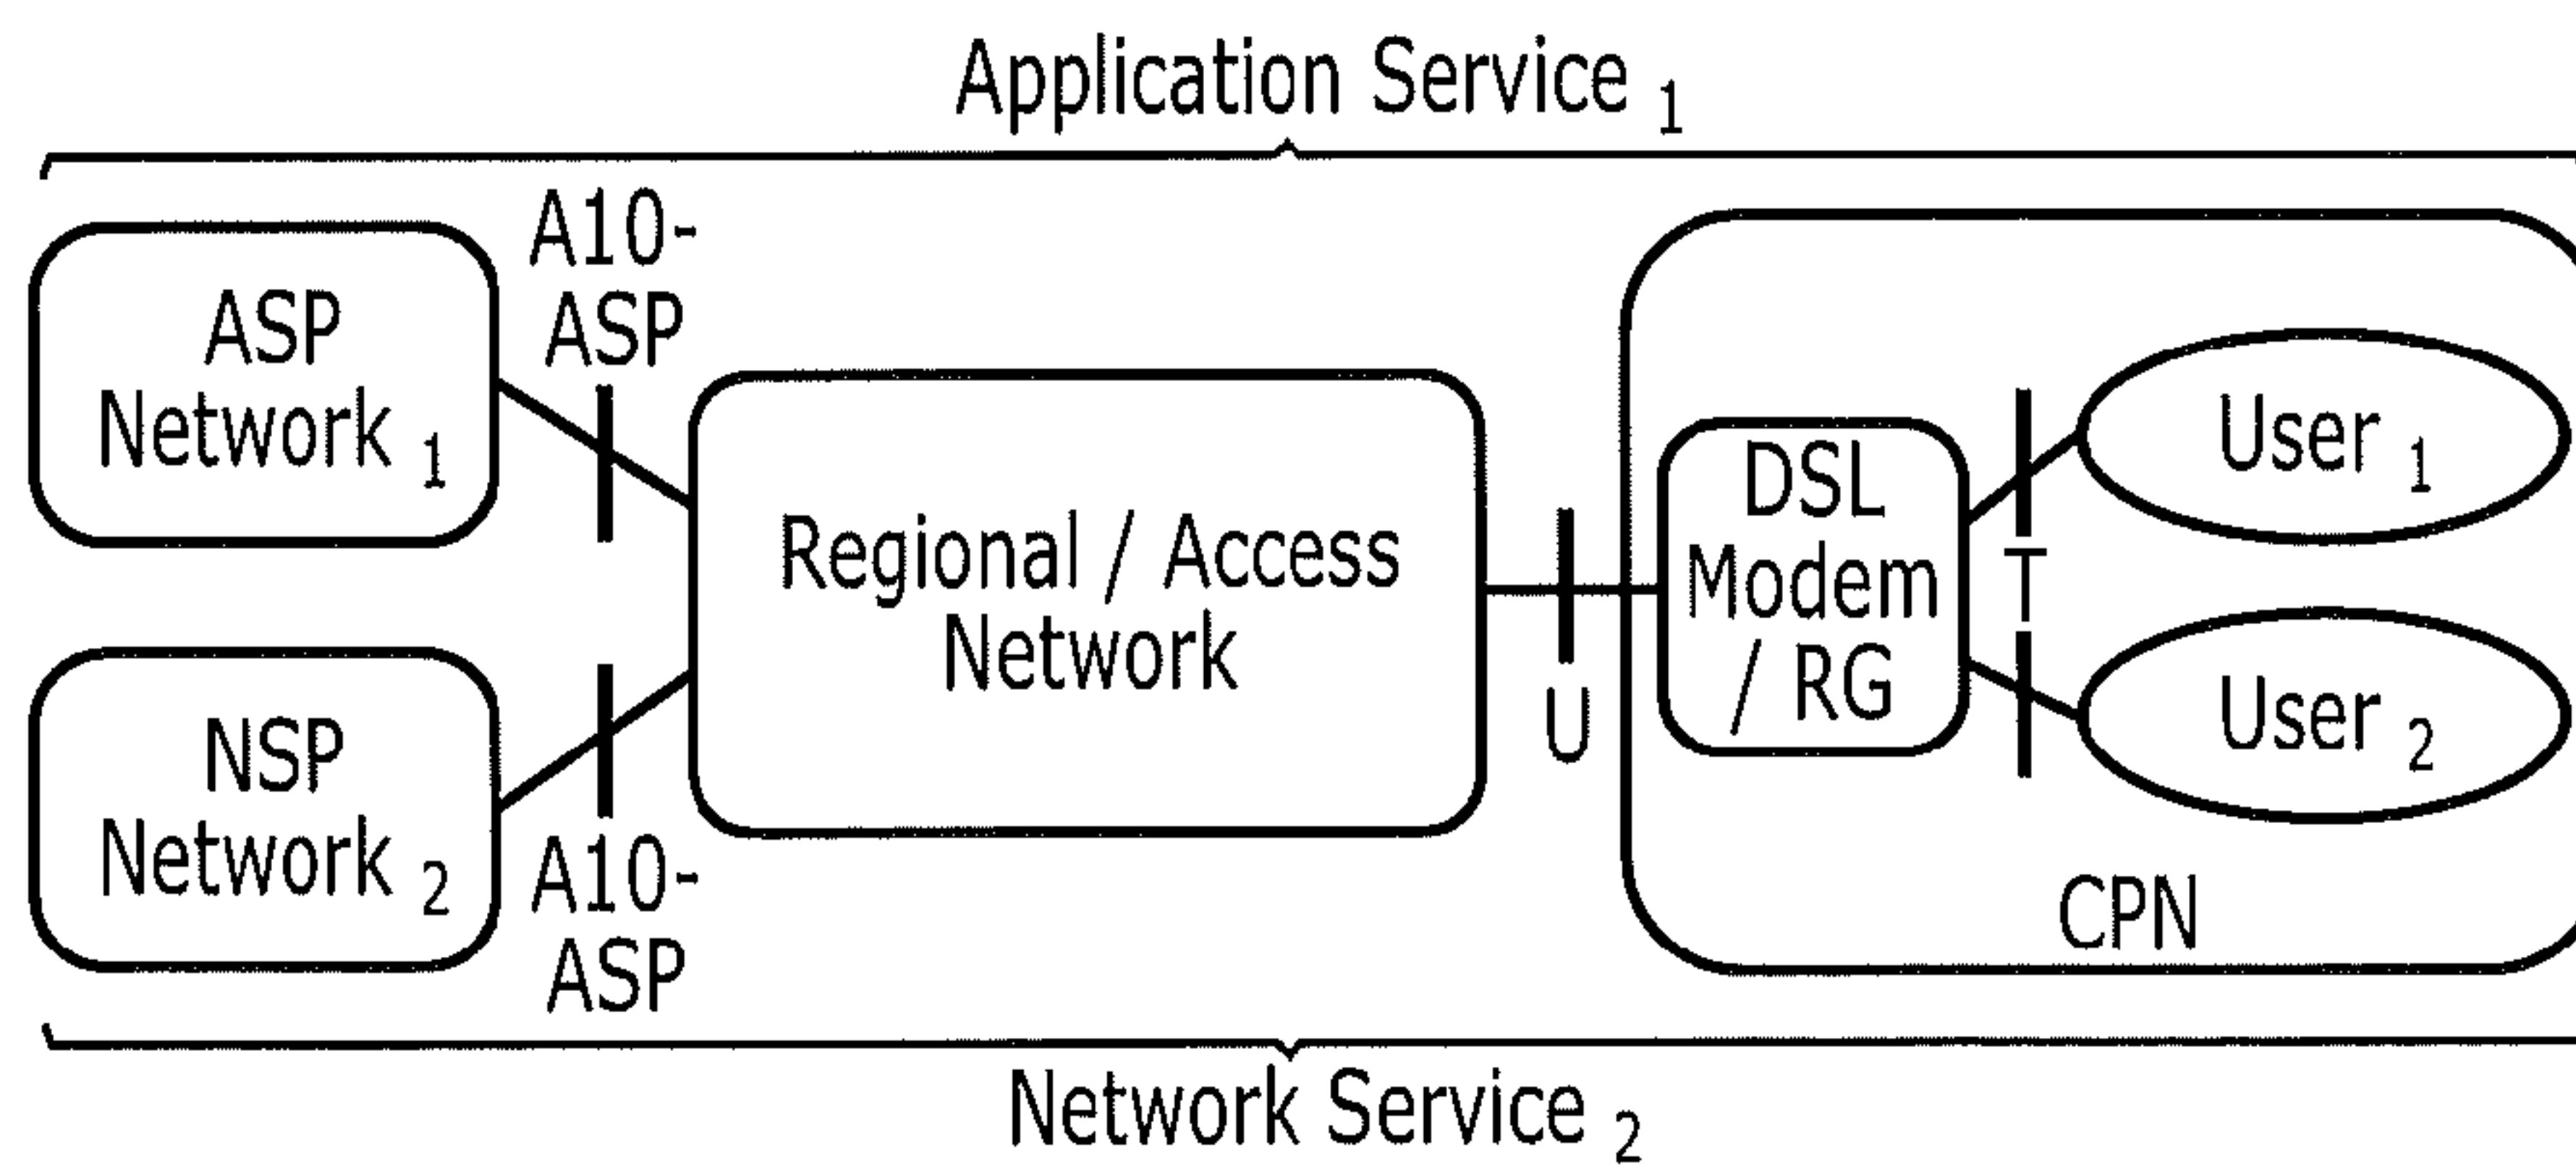 Application Service 1
A10-
ASP
ASP
Network 1
Regional / Access
Network
NSP
Network 2
A10-
ASP
U
DSL
Modem
/ RG
T
User 1
User 2
CPN
Network Service 2